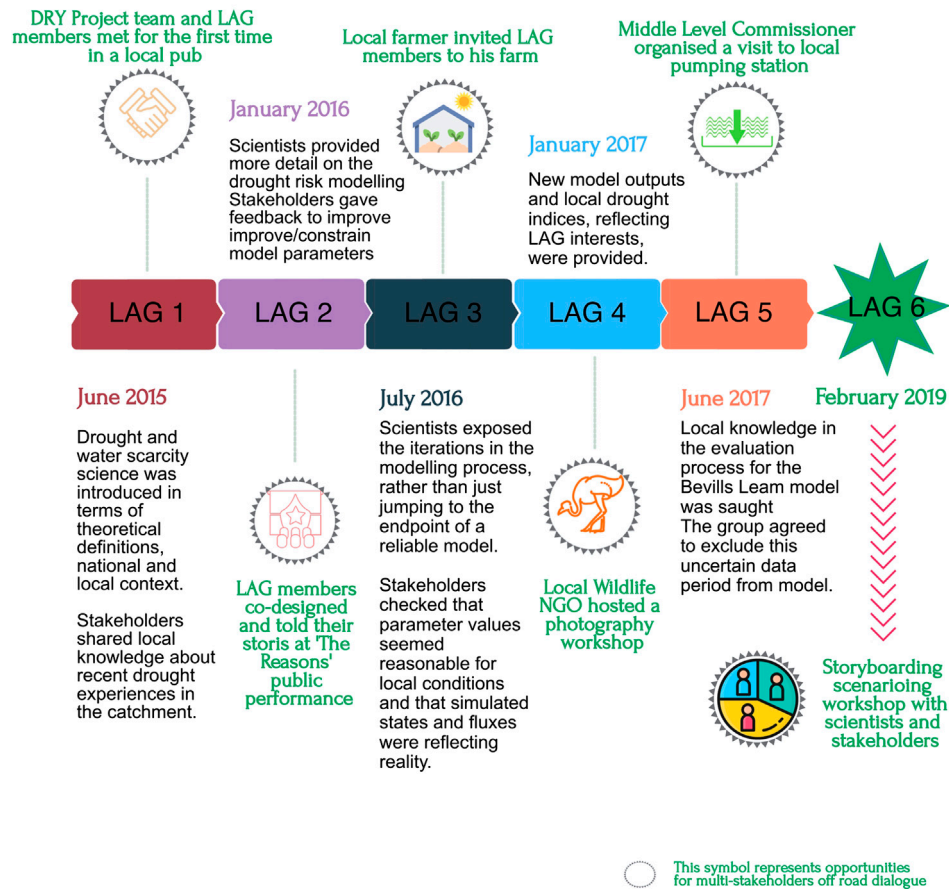 DRY Project team and LAG
members met for the first time
in a local pub
Local farmer invited LAG
members to his farm
Middle Level Commissioner
organised a visit to local
pumping station
January 2016
Scientists provided
more detail on the
drought risk modelling
Stakeholders gave
feedback to improve
improve/constrain
model parameters
January 2017
New model outputs
and local drought
indices, reflecting
LAG interests,
were provided.
LAG 1
LAG 2
LAG 3
LAG 4
LAG 5
LAG 6
June 2015
Drought and
water scarcity
science was
introduced in
terms of
theoretical
definitions,
national and
local context.
Stakeholders
shared local
knowledge about
recent drought
experiences in
the catchment.
LAG members
co-designed
and told their
storis at 'The
Reasons'
public
performance
July 2016
Scientists exposed
the iterations in the
modelling process,
rather than just
jumping to the
endpoint of a
reliable model.
Stakeholders
checked that
parameter values
seemed
reasonable for
local conditions
and that simulated
states and fluxes
were reflecting
reality.
Local Wildlife
NGO hosted a
photography
workshop
June 2017
Local knowledge in
the evaluation
process for the
Bevills Leam model
was saught
The group agreed
to exclude this
uncertain data
period from model.
February 2019
Storyboarding
scenarioing
workshop with
scientists and
stakeholders
This symbol represents opportunities
for multi-stakeholders off road dialogue